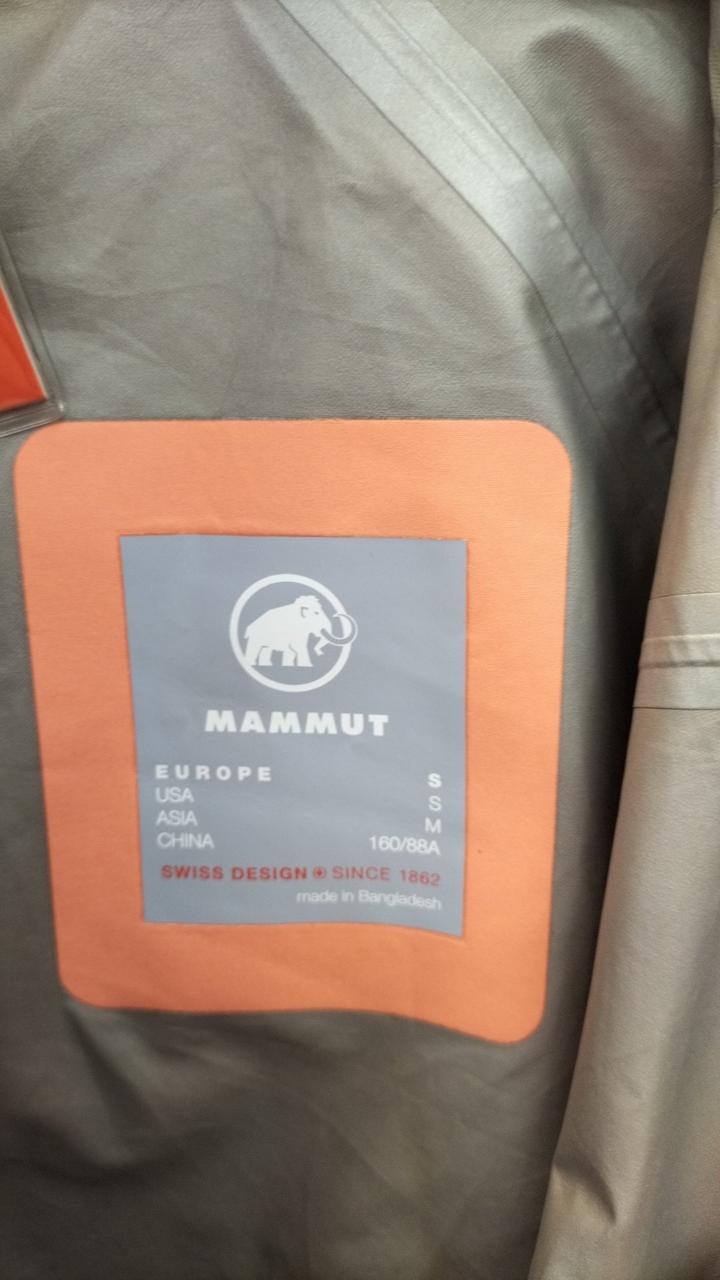 MAMMUT
EUROPE S
USA S
ASIA M
CHINA 160/88A
SWISS DESIGN SINCE 1862
made in Bangladesh